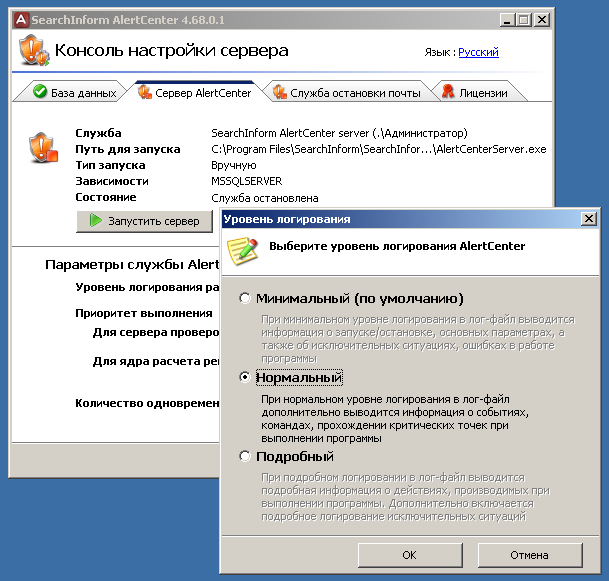 SearchInform AlertCenter 4.68.0.1
Консоль настройки сервера
Язык : Русский
База данных
Сервер AlertCenter
Служба остановки почты
Лицензии
Служба SearchInform AlertCenter server (.\Администратор)
Путь для запуска C:\Program Files\SearchInform\SearchInfor...\AlertCenterServer.exe
Тип запуска Вручную
Зависимости MSSQLSERVER
Состояние Служба остановлена
Запустить сервер
Параметры службы Alert
Уровень логирования ра
Приоритет выполнения
Для сервера проверо
Для ядра расчета рей
Количество одновремен
Уровень логирования
Выберите уровень логирования AlertCenter
Минимальный (по умолчанию)
При минимальном уровне логирования в лог-файл выводится
информация о запуске/остановке, основных параметрах, а
также об исключительных ситуациях, ошибках в работе
программы
Нормальный
При нормальном уровне логирования в лог-файл
дополнительно выводится информация о событиях,
командах, прохождении критических точек при
выполнении программы
Подробный
При подробном логировании в лог-файл выводится
подробная информация о действиях, производимых при
выполнении программы. Дополнительно включается
подробное логирование исключительных ситуаций
ОК
Отмена